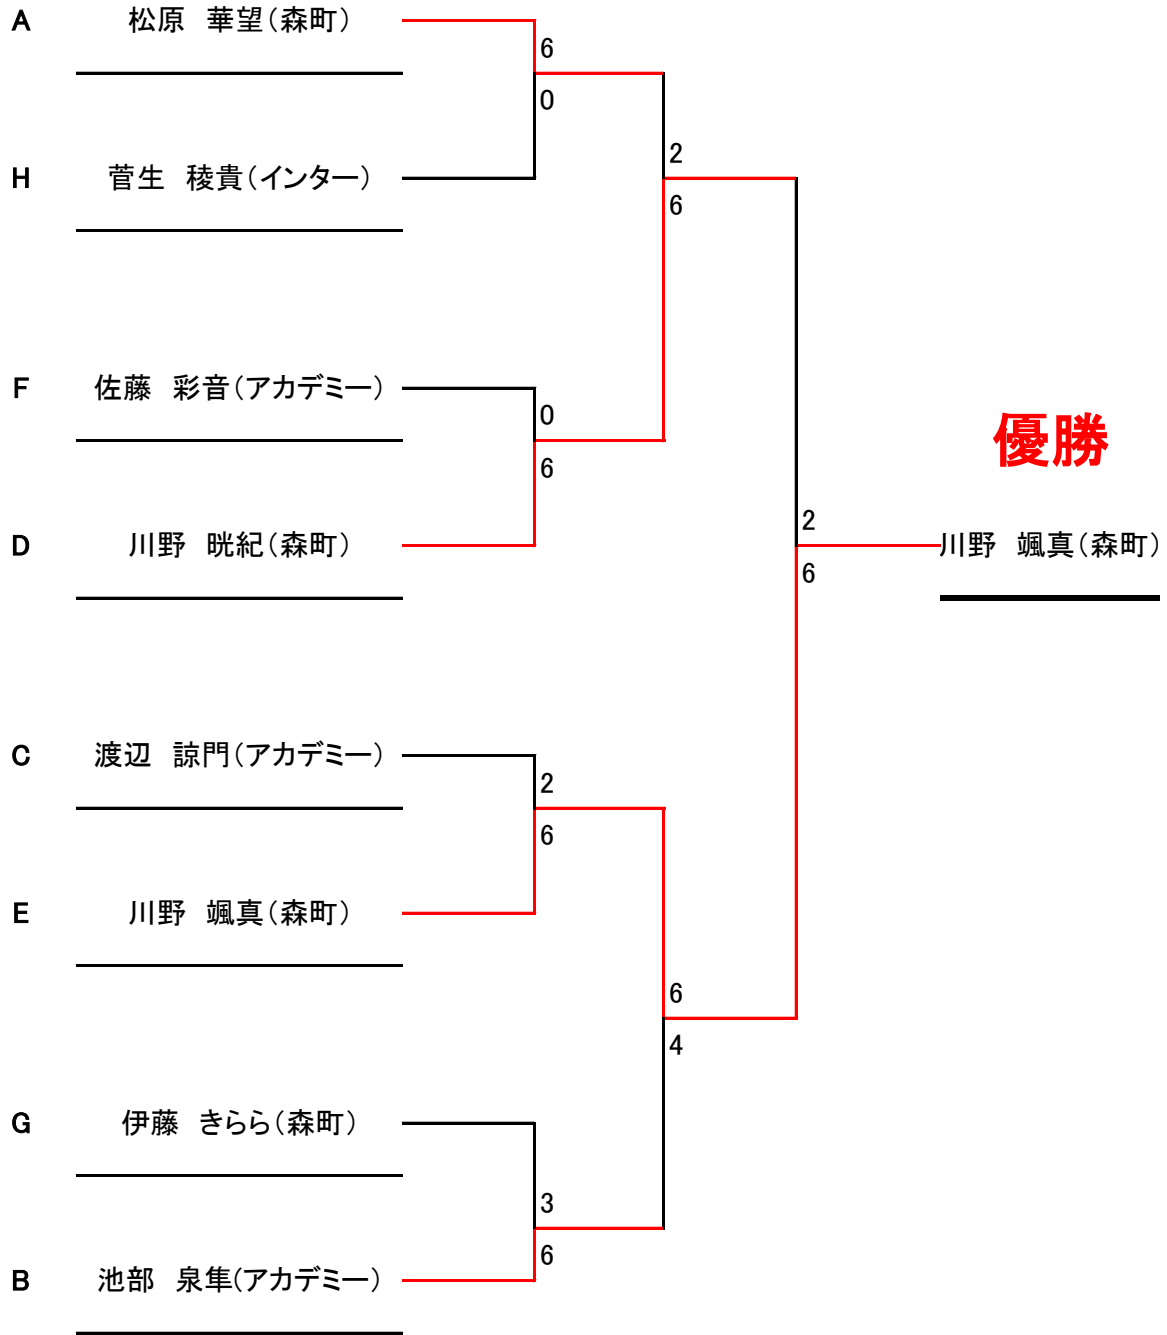 A 松原 華望(森町)
6
0
H 菅生 稜貴(インター)
2
6
F 佐藤 彩音(アカデミー)
0
6
D 川野 晄紀(森町)
優勝
2
川野 颯真(森町)
6
C 渡辺 諒門(アカデミー)
2
6
E 川野 颯真(森町)
6
4
G 伊藤 きらら(森町)
3
6
B 池部 泉隼(アカデミー)